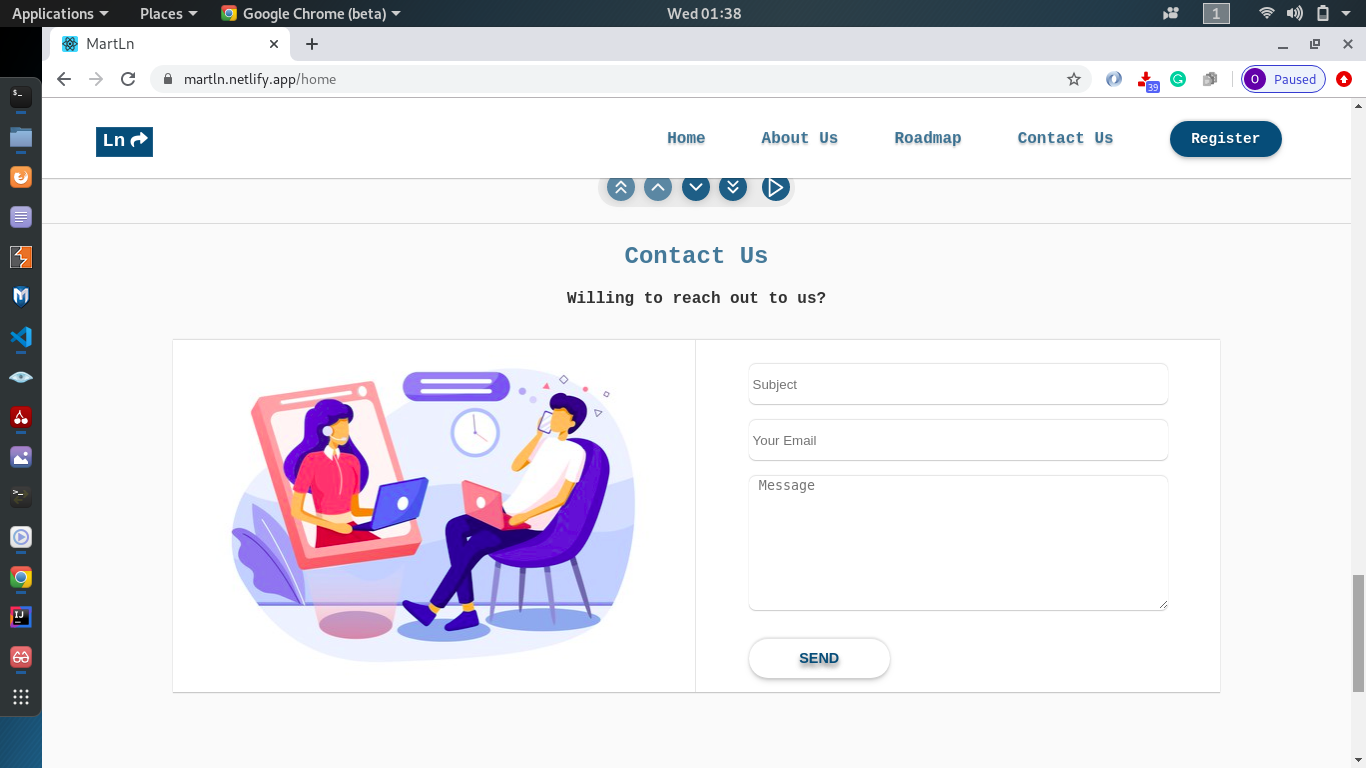 Applications Places Google Chrome (beta) Wed 01:38 1
MartLn
martln.netlify.app/home 39 O Paused
Ln Home About Us Roadmap Contact Us Register
Contact Us
Willing to reach out to us?
Subject
Your Email
Message
SEND